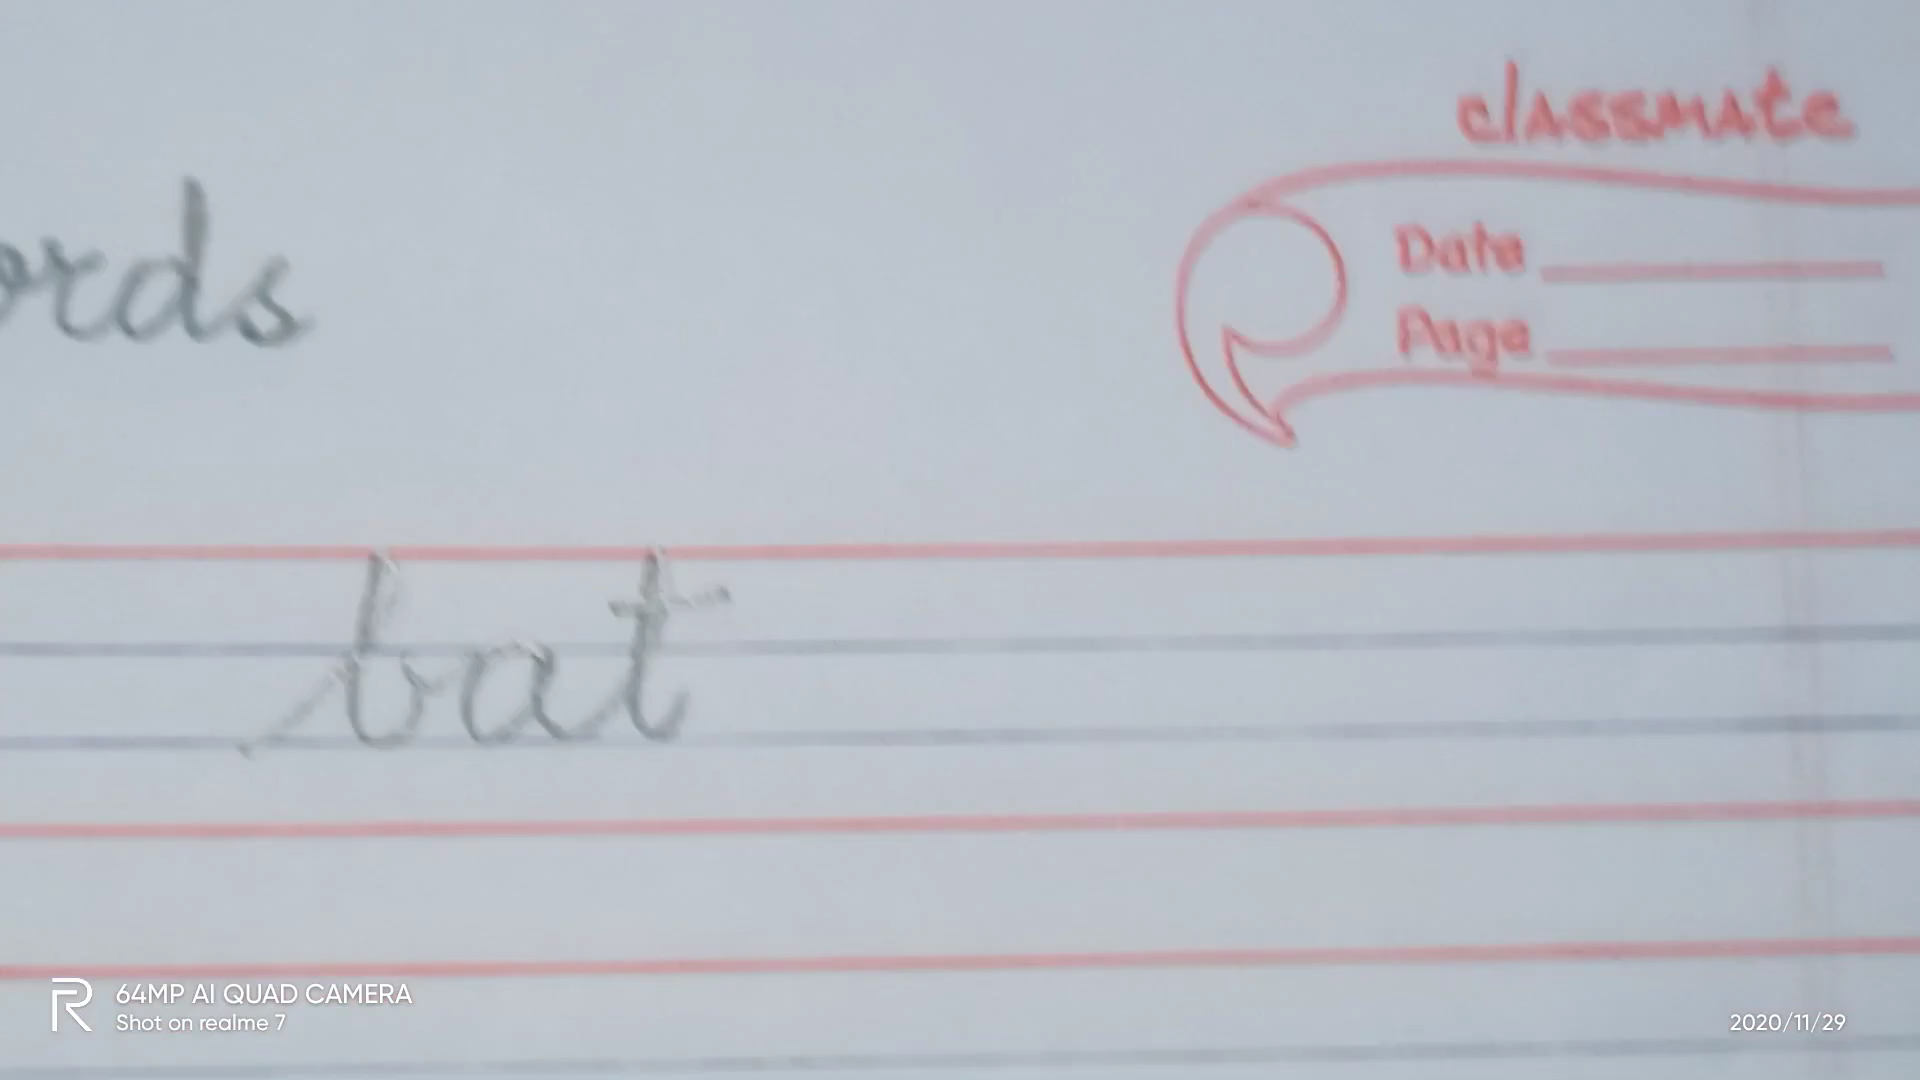 classmate
ords
Date
Page
bat
64MP AI QUAD CAMERA
Shot on realme 7
2020/11/29